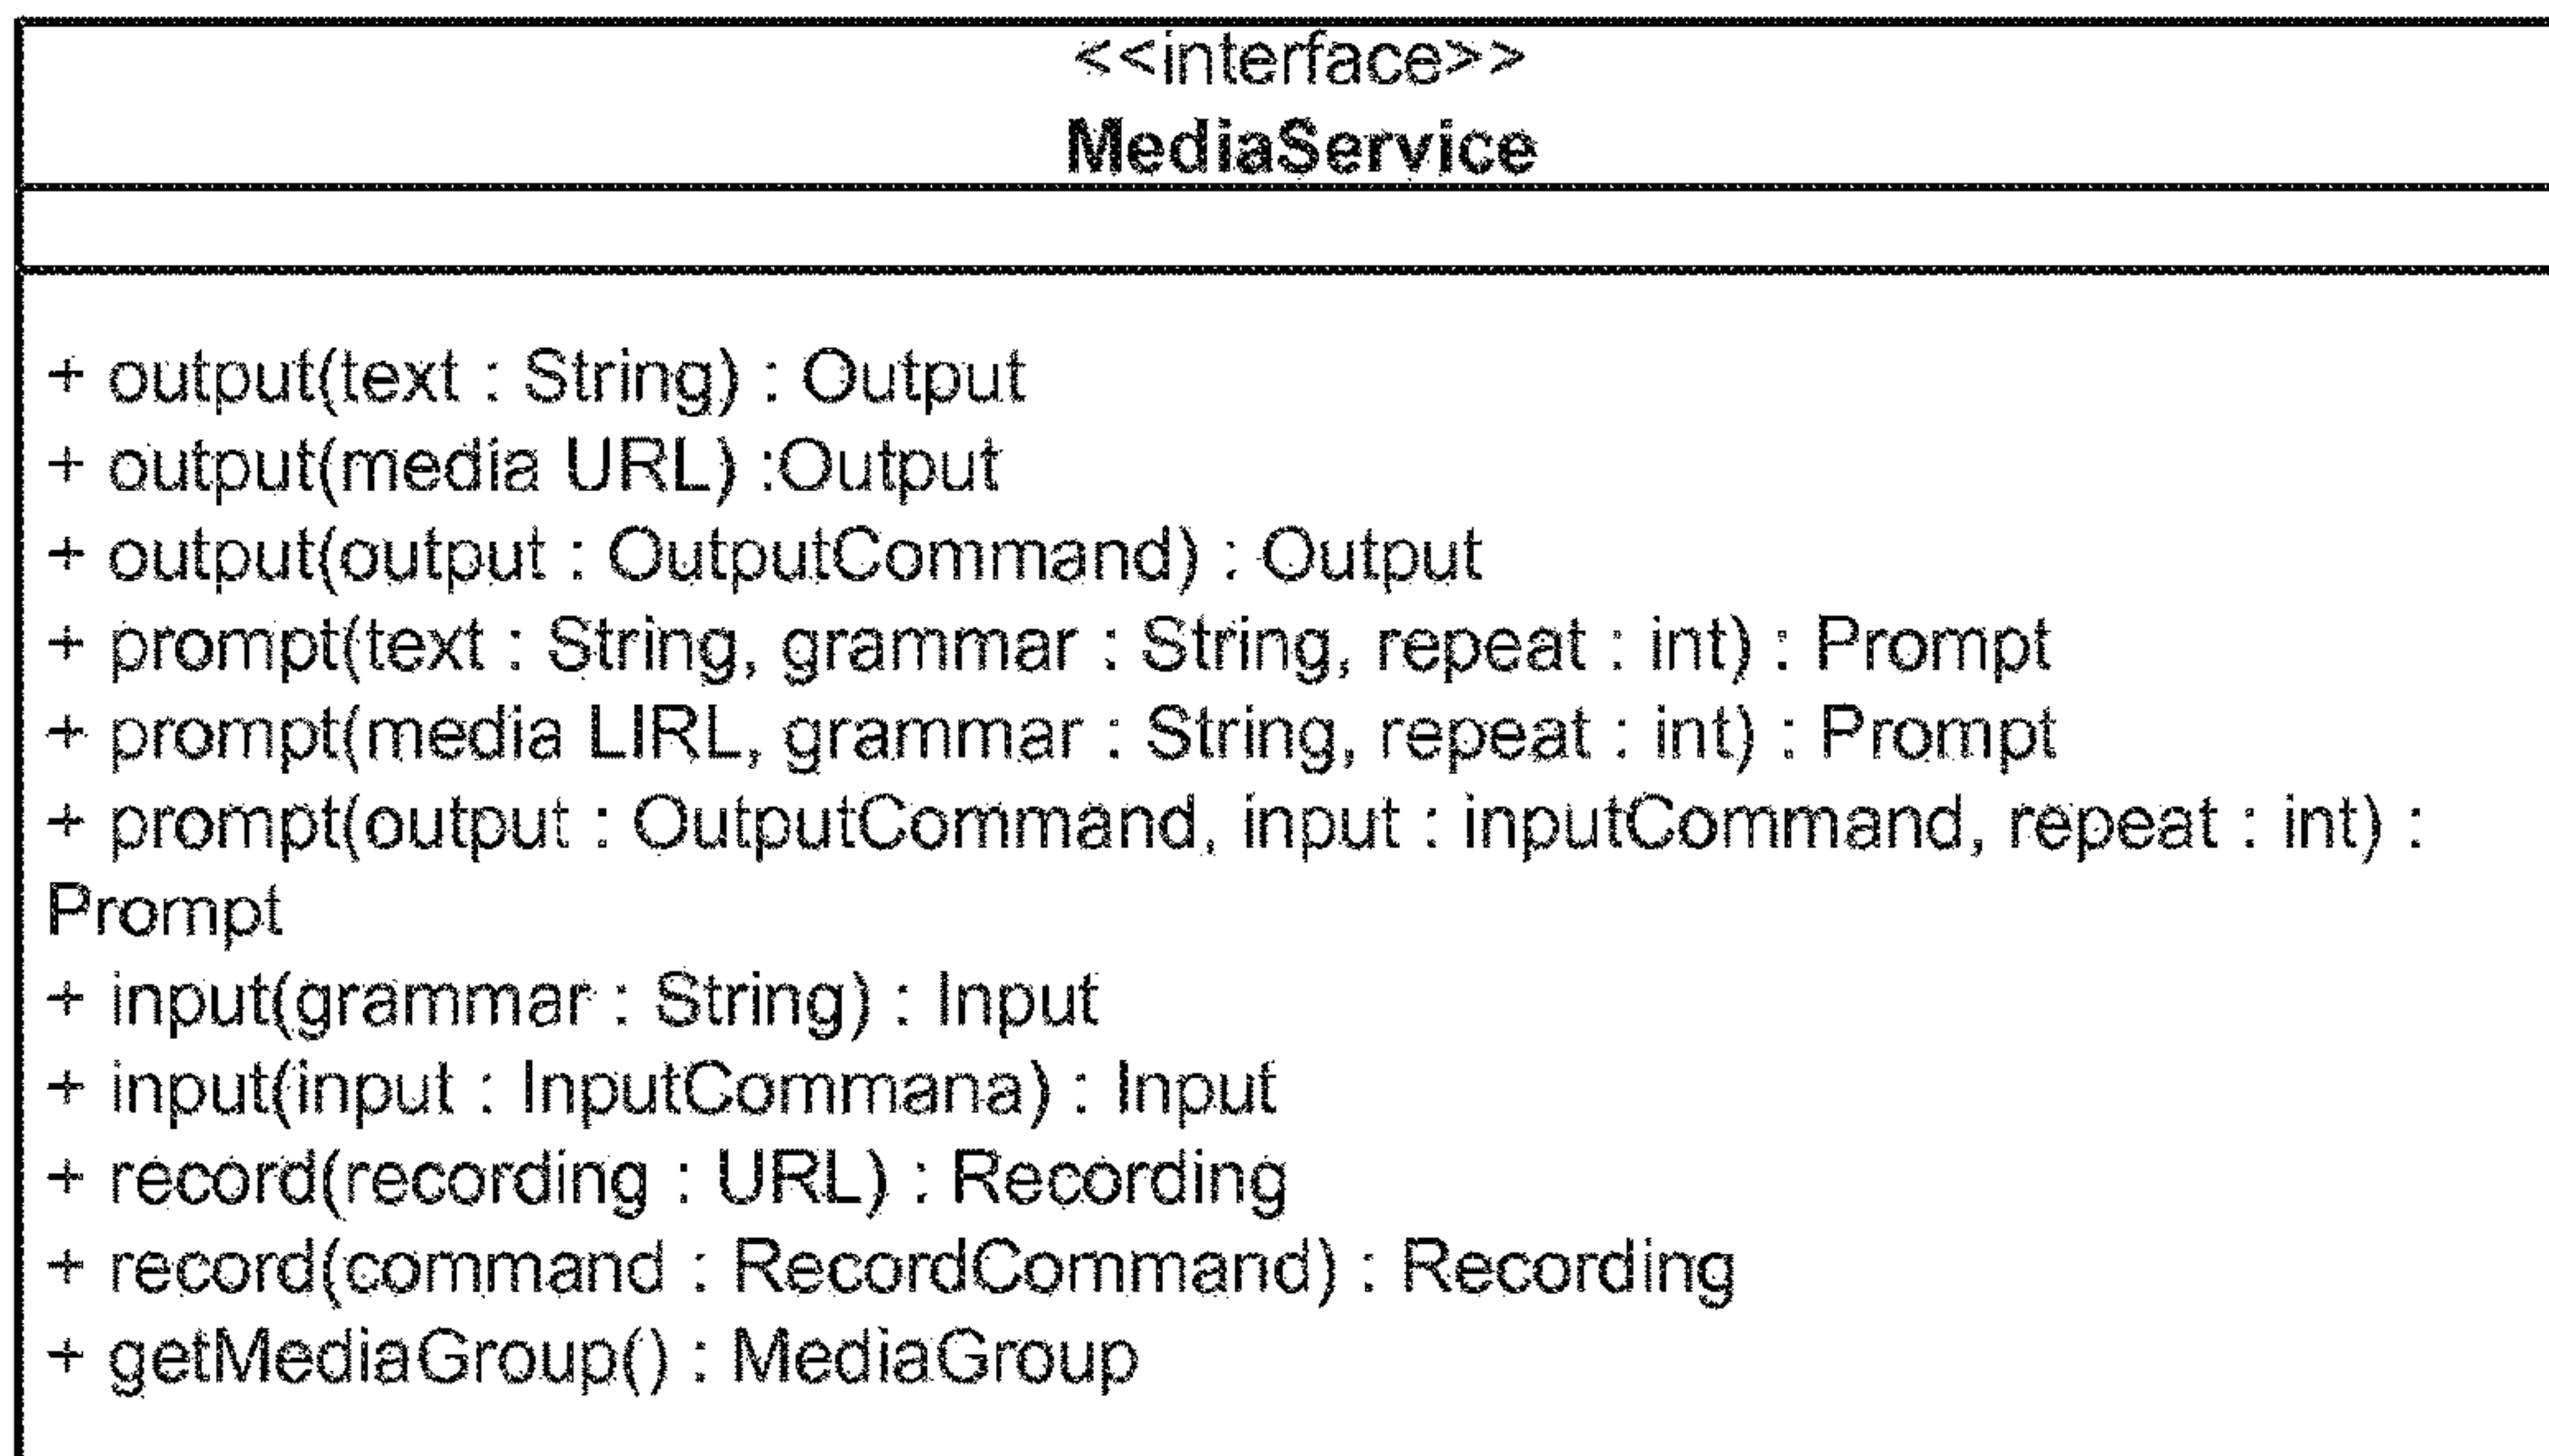 <<interface>>
MediaService
+ output(text : String) : Output
+ output(media URL) :Output
+ output(output : OutputCommand) : Output
+ prompt(text : String, grammar : String, repeat : int) : Prompt
+ prompt(media LIRL, grammar : String, repeat : int) : Prompt
+ prompt(output : OutputCommand, input : inputCommand, repeat : int) :
Prompt
+ input(grammar : String) : Input
+ input(input : InputCommana) : Input
+ record(recording : URL) : Recording
+ record(command : RecordCommand) : Recording
+ getMediaGroup() : MediaGroup